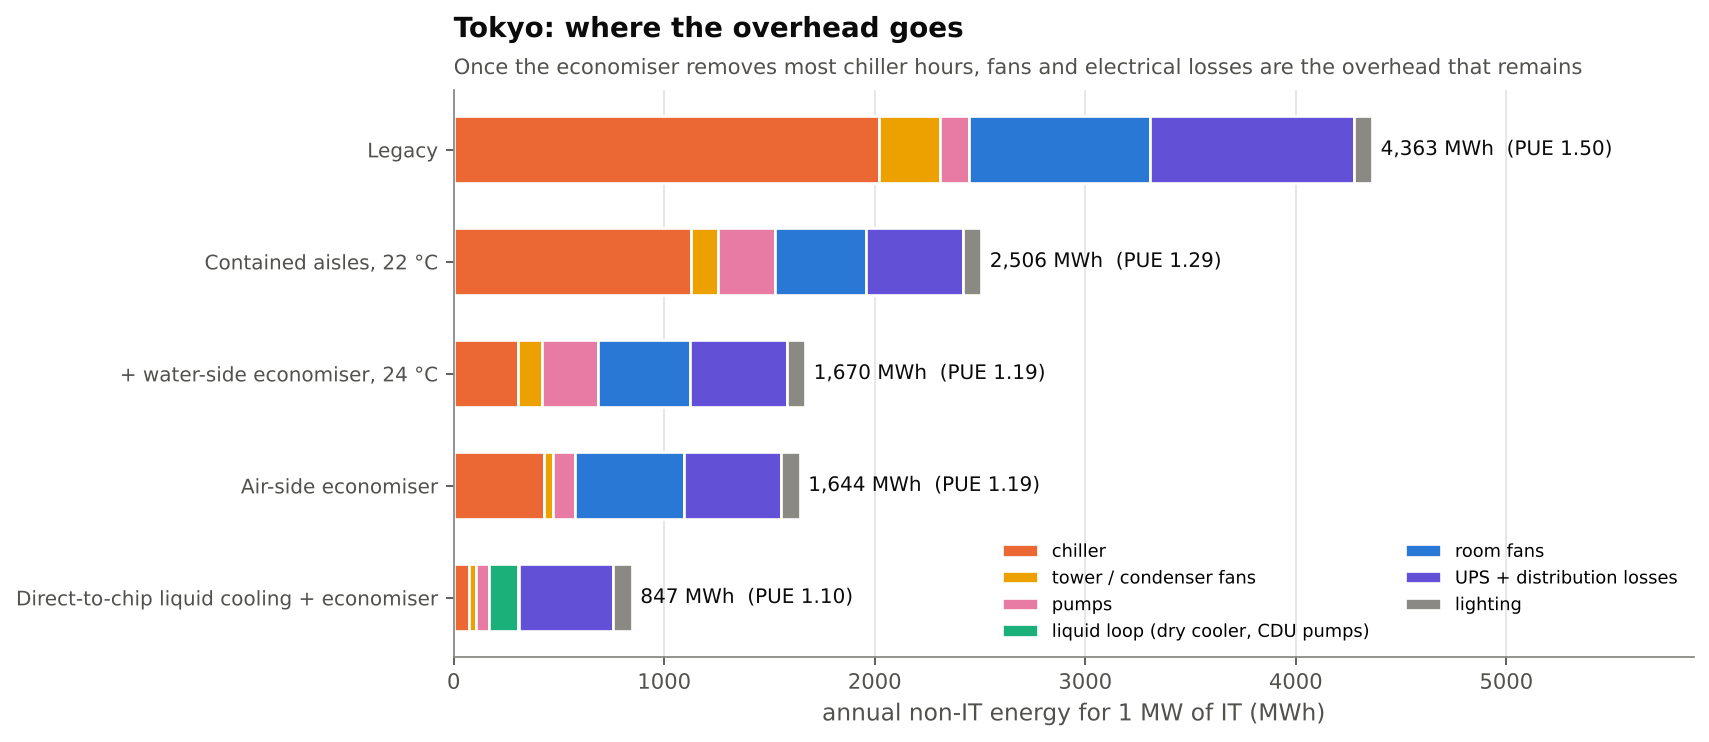 Tokyo: where the overhead goes
Once the economiser removes most chiller hours, fans and electrical losses are the overhead that remains
Legacy
4,363 MWh (PUE 1.50)
Contained aisles, 22 °C
2,506 MWh (PUE 1.29)
+ water-side economiser, 24 °C
1,670 MWh (PUE 1.19)
Air-side economiser
1,644 MWh (PUE 1.19)
Direct-to-chip liquid cooling + economiser
847 MWh (PUE 1.10)
chiller
tower / condenser fans
pumps
liquid loop (dry cooler, CDU pumps)
room fans
UPS + distribution losses
lighting
0 1000 2000 3000 4000 5000
annual non-IT energy for 1 MW of IT (MWh)